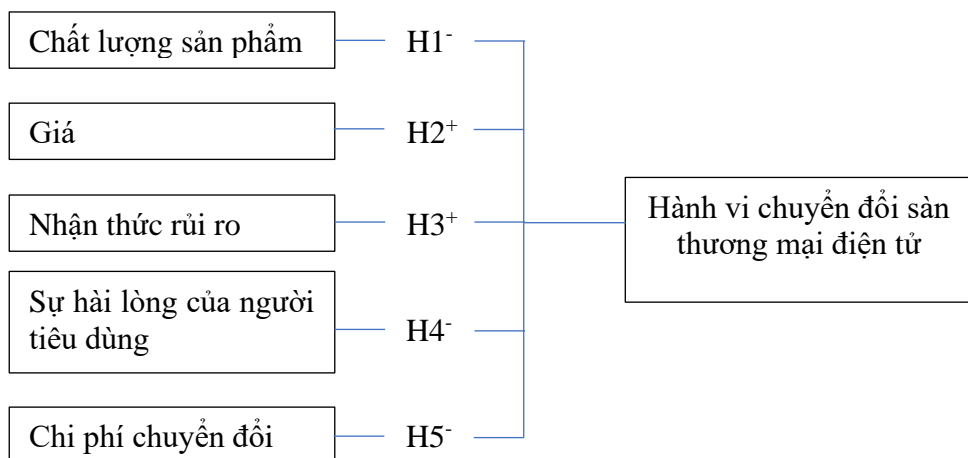 Chất lượng sản phẩm
H1⁻
Giá
H2⁺
Nhận thức rủi ro
H3⁺
Sự hài lòng của người
tiêu dùng
H4⁻
Chi phí chuyển đổi
H5⁻
Hành vi chuyển đổi sàn
thương mại điện tử